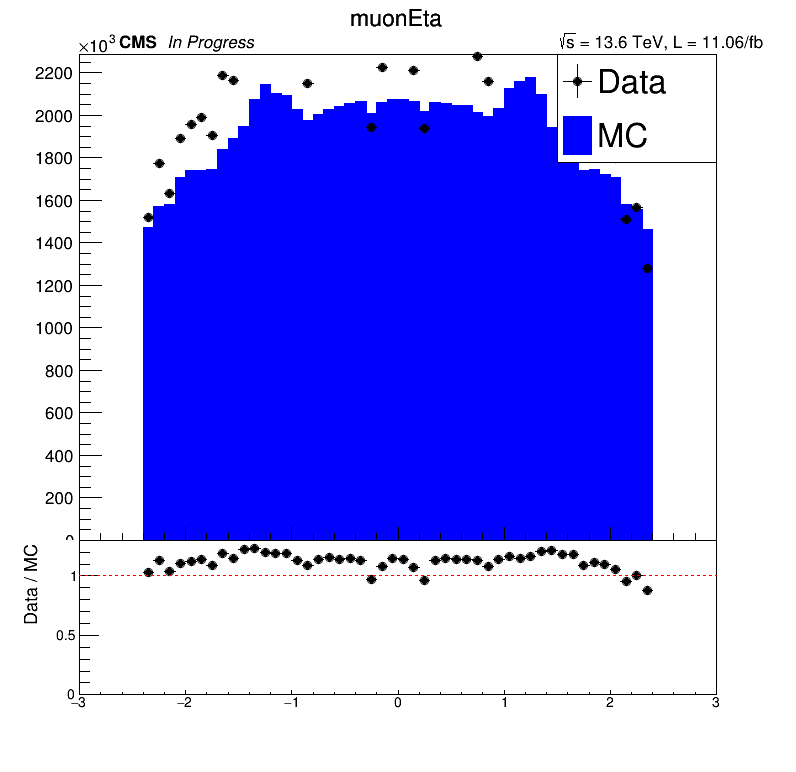 muonEta
×10³ CMS In Progress √s = 13.6 TeV, L = 11.06/fb
2200
2000
1800
1600
1400
1200
1000
800
600
400
200
0
Data
MC
Data / MC
1
0.5
0
−3 −2 −1 0 1 2 3